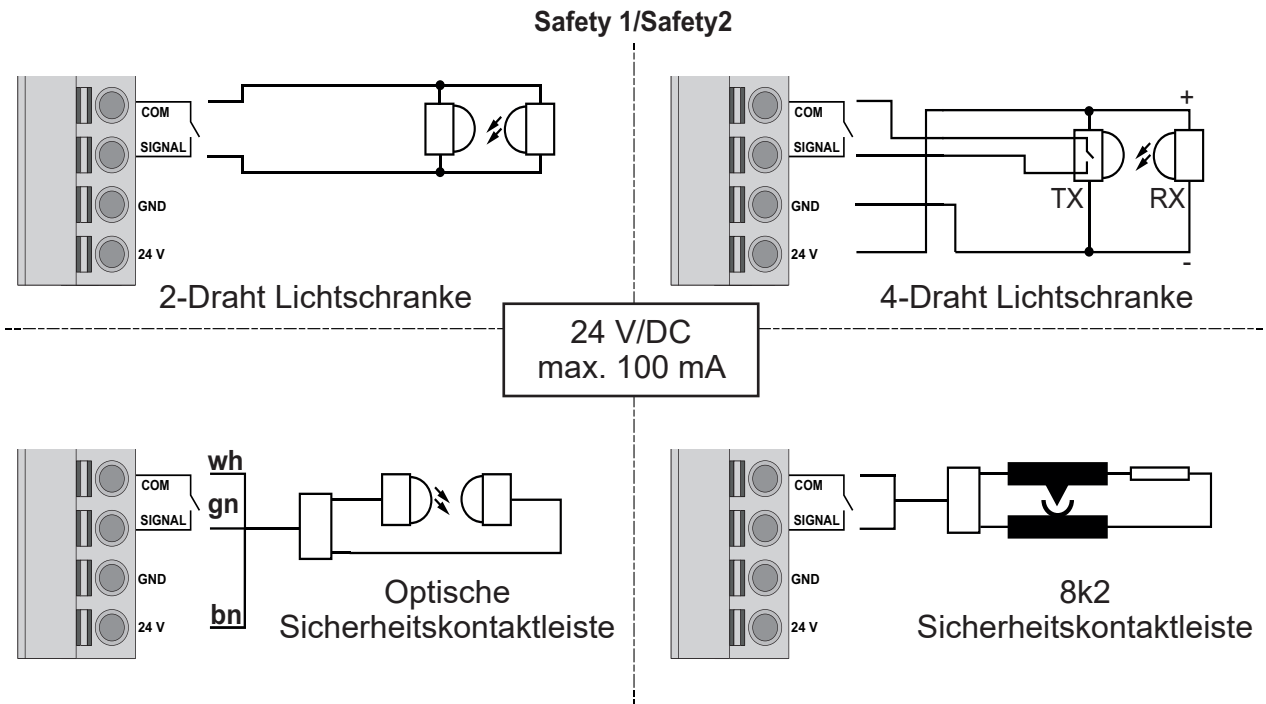 Safety 1/Safety2
COM
SIGNAL
GND
24 V
2-Draht Lichtschranke
COM
SIGNAL
GND
24 V
+
TX
RX
-
4-Draht Lichtschranke
24 V/DC
max. 100 mA
COM
SIGNAL
GND
24 V
wh
gn
bn
Optische
Sicherheitskontaktleiste
COM
SIGNAL
GND
24 V
8k2
Sicherheitskontaktleiste